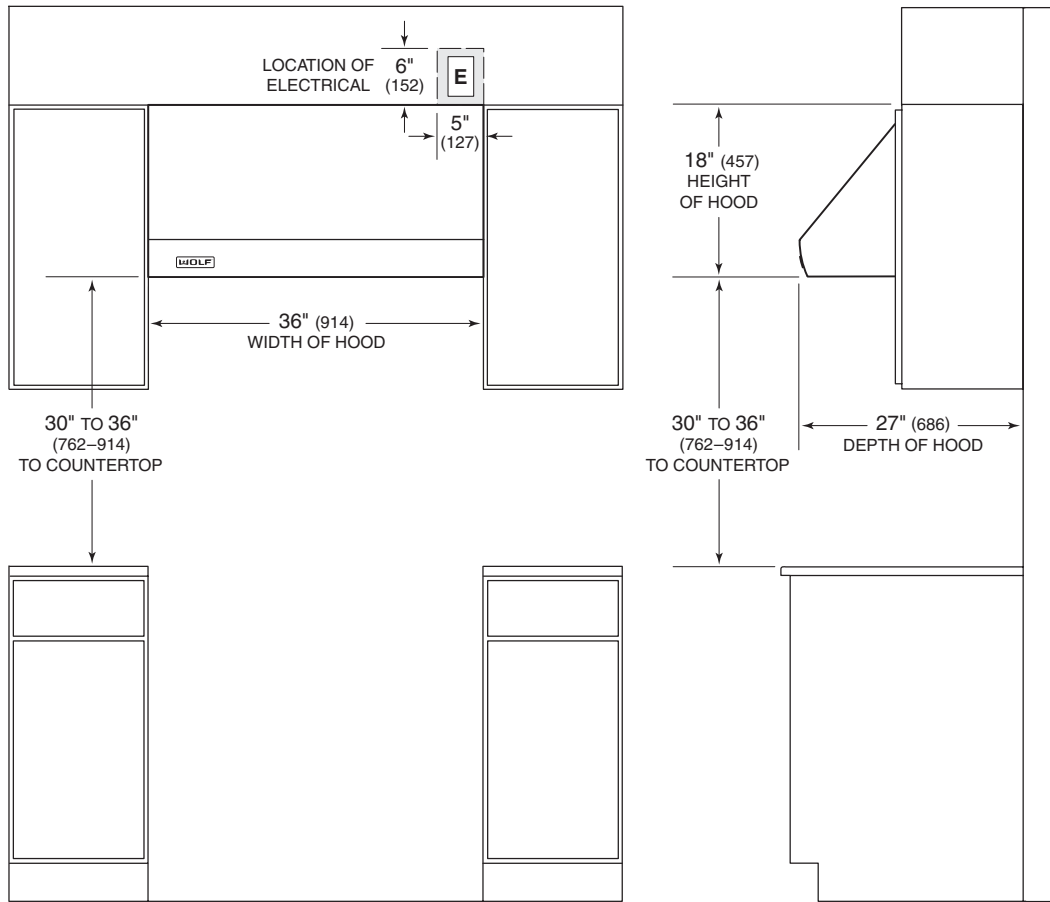 LOCATION OF
ELECTRICAL
6"
(152)
E
5"
(127)
WOLF
36" (914)
WIDTH OF HOOD
30" TO 36"
(762–914)
TO COUNTERTOP
18" (457)
HEIGHT
OF HOOD
30" TO 36"
(762–914)
TO COUNTERTOP
27" (686)
DEPTH OF HOOD